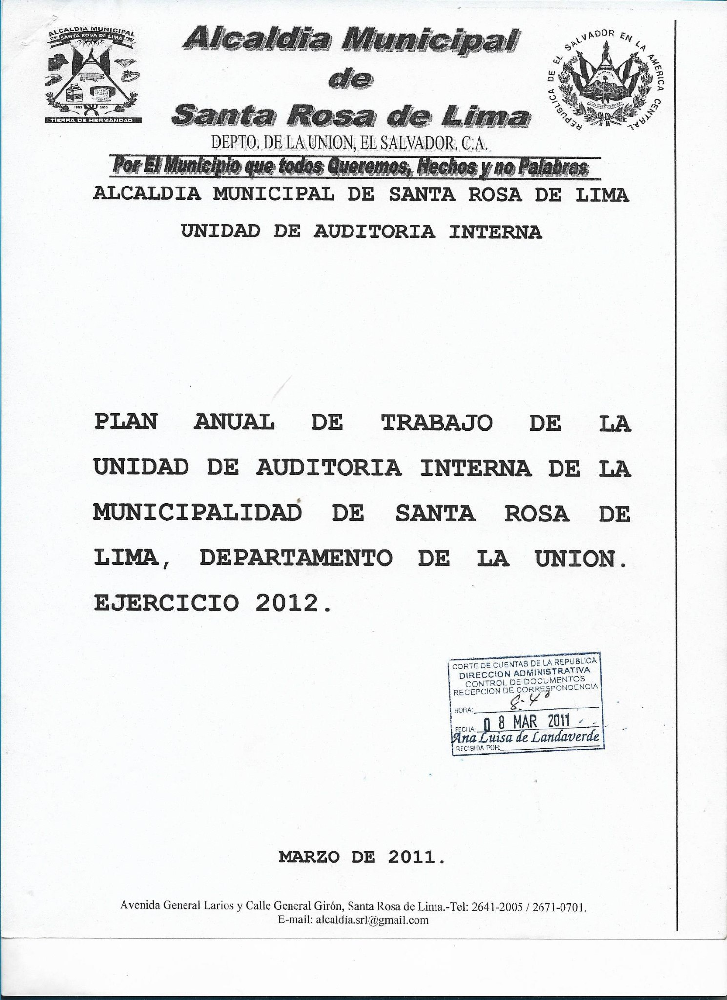 ALCALDIA MUNICIPAL
1757 SANTA ROSA DE LIMA 1827
1803 2003
TIERRA DE HERMANDAD
Alcaldia Municipal
de
Santa Rosa de Lima
REPUBLICA DE EL SALVADOR EN LA AMERICA CENTRAL
DEPTO. DE LA UNION, EL SALVADOR. C.A.
Por El Municipio que todos Queremos, Hechos y no Palabras
ALCALDIA MUNICIPAL DE SANTA ROSA DE LIMA
UNIDAD DE AUDITORIA INTERNA
PLAN ANUAL DE TRABAJO DE LA
UNIDAD DE AUDITORIA INTERNA DE LA
MUNICIPALIDAD DE SANTA ROSA DE
LIMA, DEPARTAMENTO DE LA UNION.
EJERCICIO 2012.
CORTE DE CUENTAS DE LA REPUBLICA
DIRECCION ADMINISTRATIVA
CONTROL DE DOCUMENTOS
RECEPCION DE CORRESPONDENCIA
HORA: 8:40
FECHA: 08 MAR 2011
Ana Luisa de Landaverde
RECIBIDA POR:
MARZO DE 2011.
Avenida General Larios y Calle General Girón, Santa Rosa de Lima.-Tel: 2641-2005 / 2671-0701.
E-mail: alcaldía.srl@gmail.com